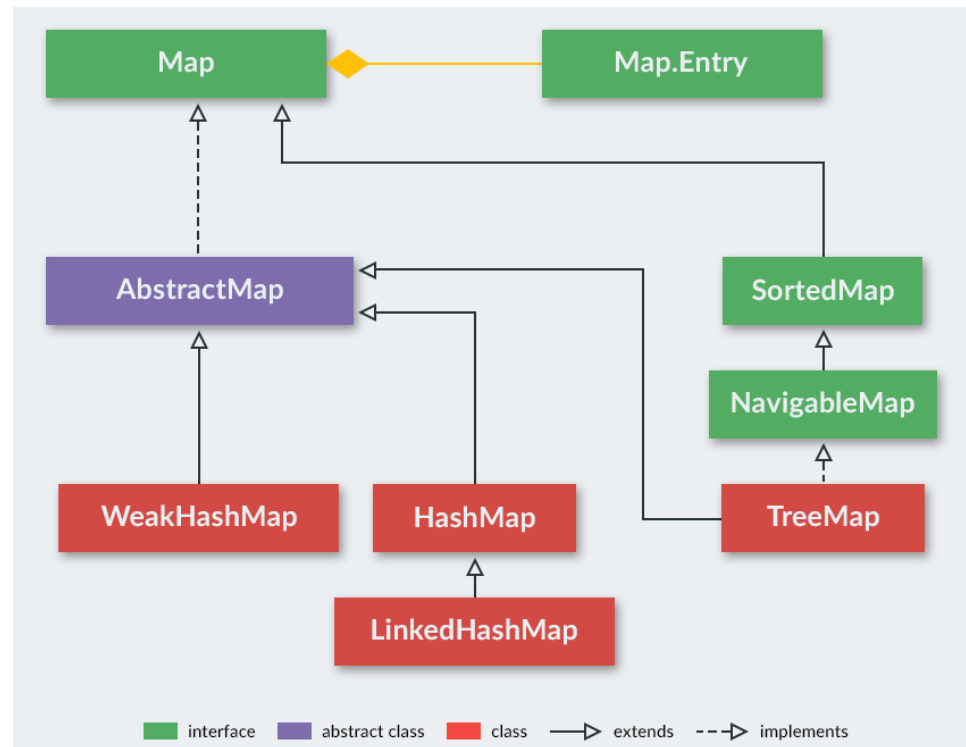 Map
Map.Entry
AbstractMap
SortedMap
NavigableMap
WeakHashMap
HashMap
TreeMap
LinkedHashMap
interface
abstract class
class
extends
implements